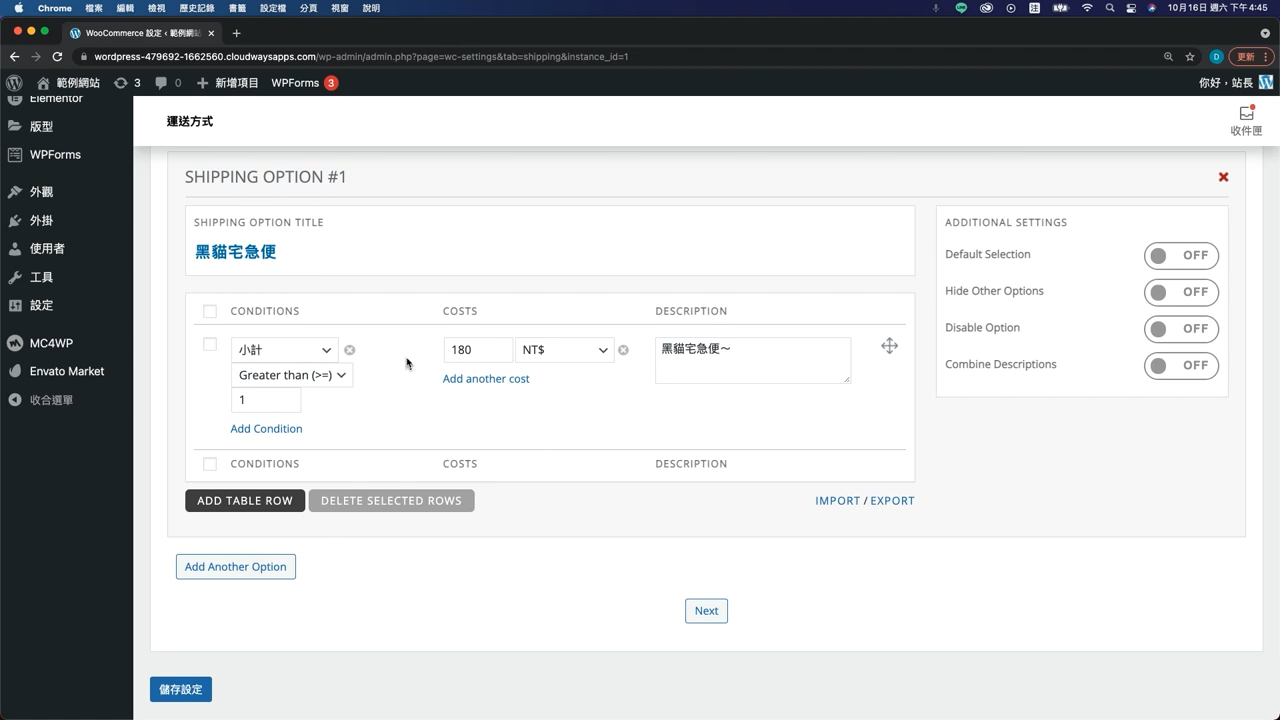 Chrome 檔案 編輯 檢視 歷史記錄 書籤 設定檔 分頁 視窗 說明 注 10月16日 週六 下午4:45
WooCommerce 設定 ‹ 範例網站
wordpress-479692-1662560.cloudwaysapps.com/wp-admin/admin.php?page=wc-settings&tab=shipping&instance_id=1 D 更新
範例網站 3 0 新增項目 WPForms 3 你好，站長
Elementor
版型
WPForms
外觀
外掛
使用者
工具
設定
MC4WP
Envato Market
收合選單
運送方式
收件匣
SHIPPING OPTION #1
SHIPPING OPTION TITLE
黑貓宅急便
CONDITIONS COSTS DESCRIPTION
小計 180 NT$ 黑貓宅急便～
Greater than (>=) Add another cost
1
Add Condition
CONDITIONS COSTS DESCRIPTION
ADD TABLE ROW DELETE SELECTED ROWS IMPORT / EXPORT
ADDITIONAL SETTINGS
Default Selection OFF
Hide Other Options OFF
Disable Option OFF
Combine Descriptions OFF
Add Another Option
Next
儲存設定